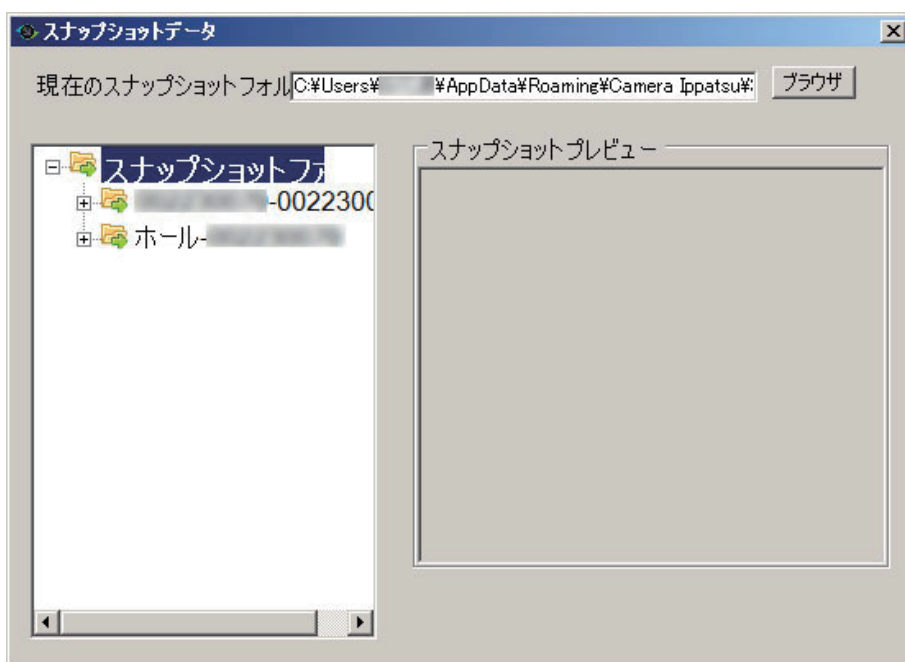 スナップショットデータ
現在のスナップショットフォル C:¥Users¥ ¥AppData¥Roaming¥Camera Ippatsu¥ ブラウザ
スナップショットファ
-0022300
ホール-
スナップショットプレビュー